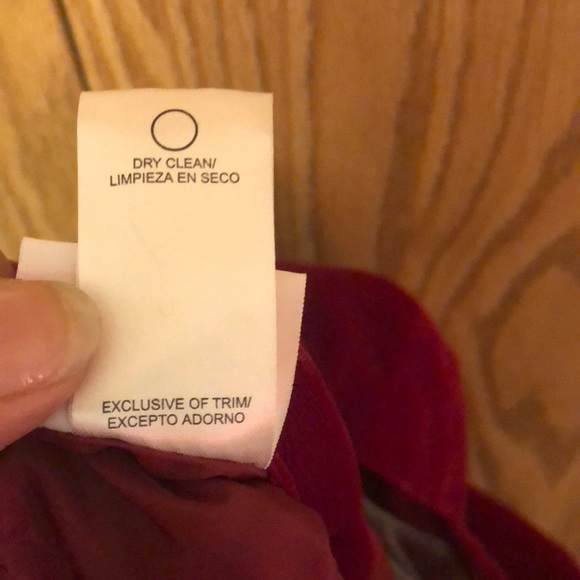 DRY CLEAN/
LIMPIEZA EN SECO
EXCLUSIVE OF TRIM/
EXCEPTO ADORNO